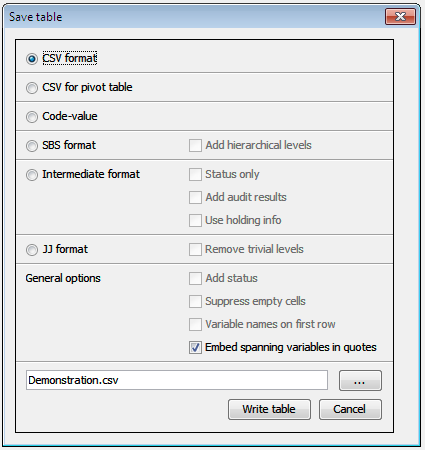 Save table
CSV format
CSV for pivot table
Code-value
SBS format Add hierarchical levels
Intermediate format Status only
Add audit results
Use holding info
JJ format Remove trivial levels
General options Add status
Suppress empty cells
Variable names on first row
Embed spanning variables in quotes
Demonstration.csv ...
Write table Cancel